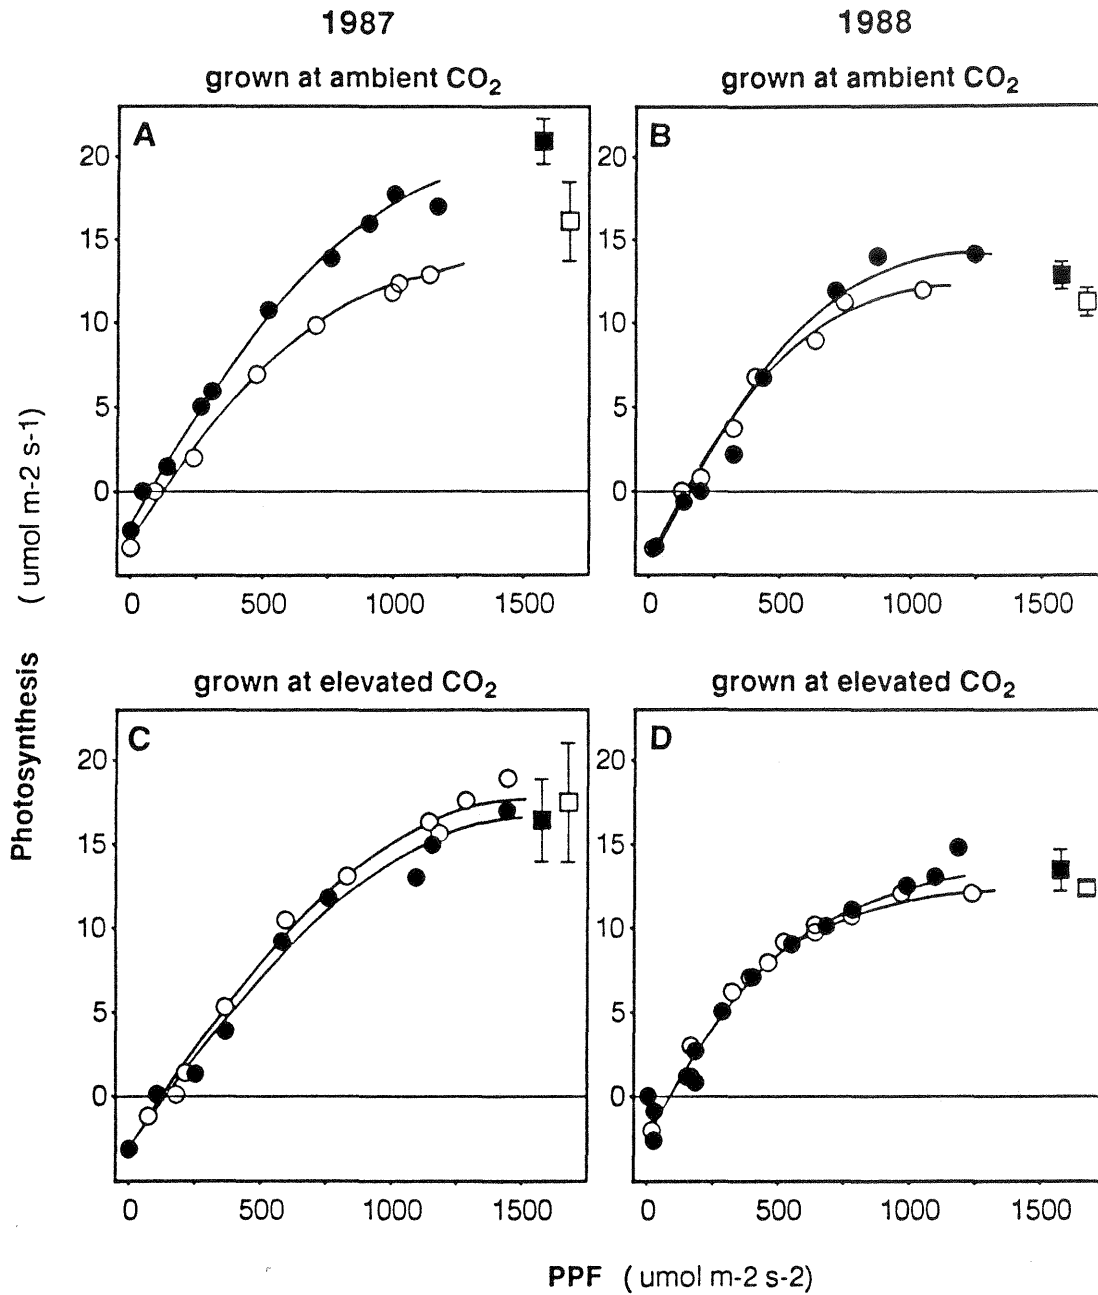 1987 1988
grown at ambient CO2 grown at ambient CO2
A B
20 20
15 15
10 10
5 5
0 0
0 500 1000 1500 0 500 1000 1500
Photosynthesis ( umol m-2 s-1)
grown at elevated CO2 grown at elevated CO2
C D
20 20
15 15
10 10
5 5
0 0
0 500 1000 1500 0 500 1000 1500
PPF ( umol m-2 s-2)